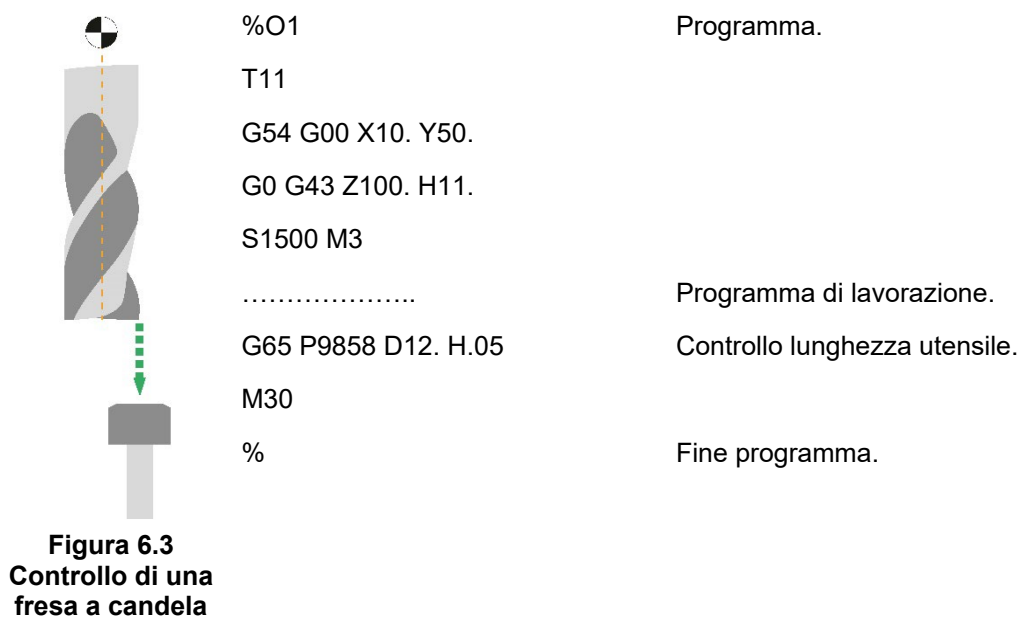 %O1 Programma.
T11
G54 G00 X10. Y50.
G0 G43 Z100. H11.
S1500 M3
……………….. Programma di lavorazione.
G65 P9858 D12. H.05 Controllo lunghezza utensile.
M30
% Fine programma.
Figura 6.3
Controllo di una
fresa a candela